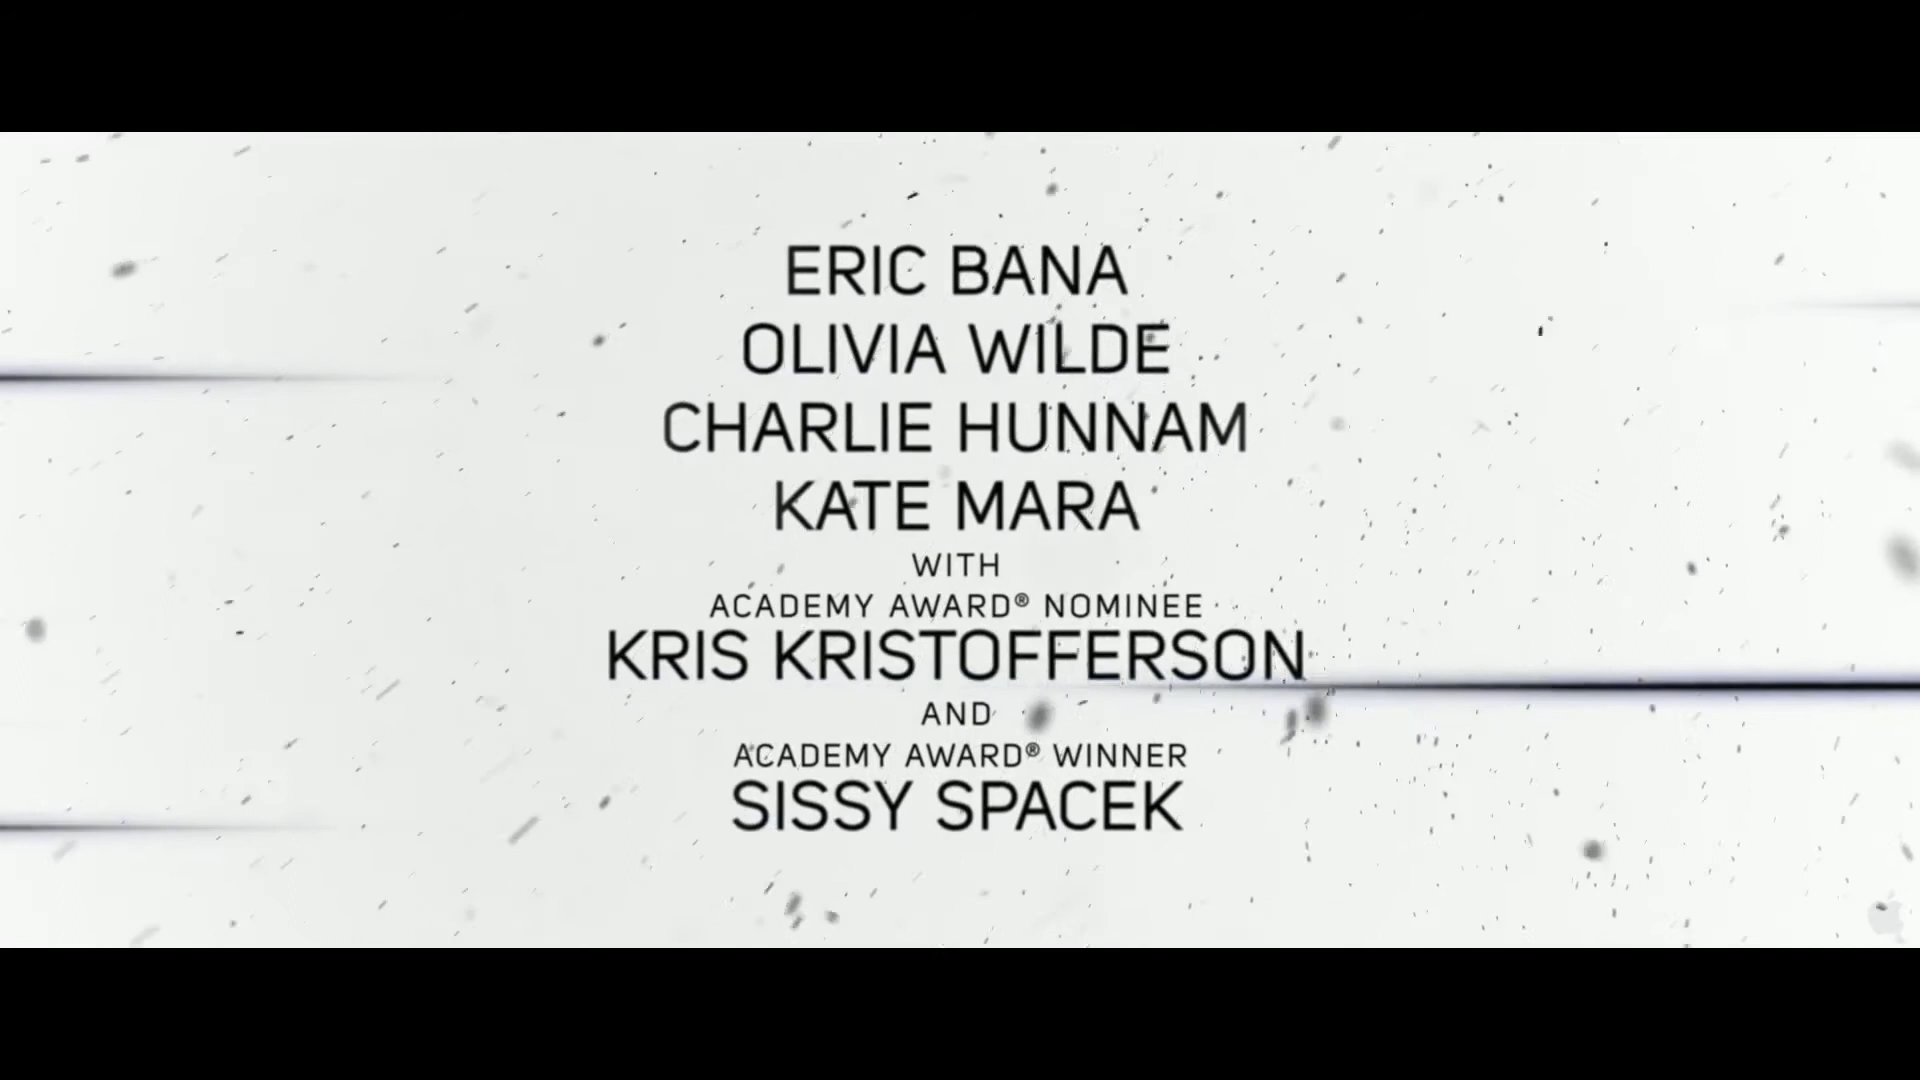 ERIC BANA
OLIVIA WILDE
CHARLIE HUNNAM
KATE MARA
WITH
ACADEMY AWARD® NOMINEE
KRIS KRISTOFFERSON
AND
ACADEMY AWARD® WINNER
SISSY SPACEK